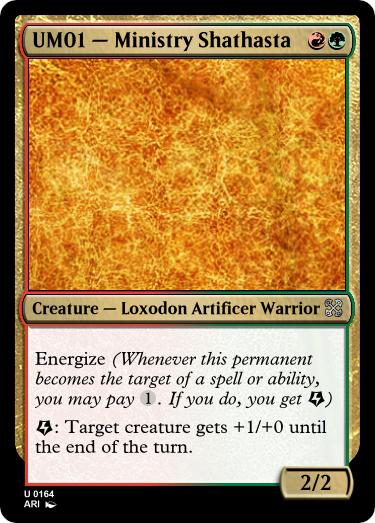 UM01 — Ministry Shathasta
Creature — Loxodon Artificer Warrior
Energize (Whenever this permanent
becomes the target of a spell or ability,
you may pay 1. If you do, you get )
: Target creature gets +1/+0 until
the end of the turn.
2/2
U 0164
ARI